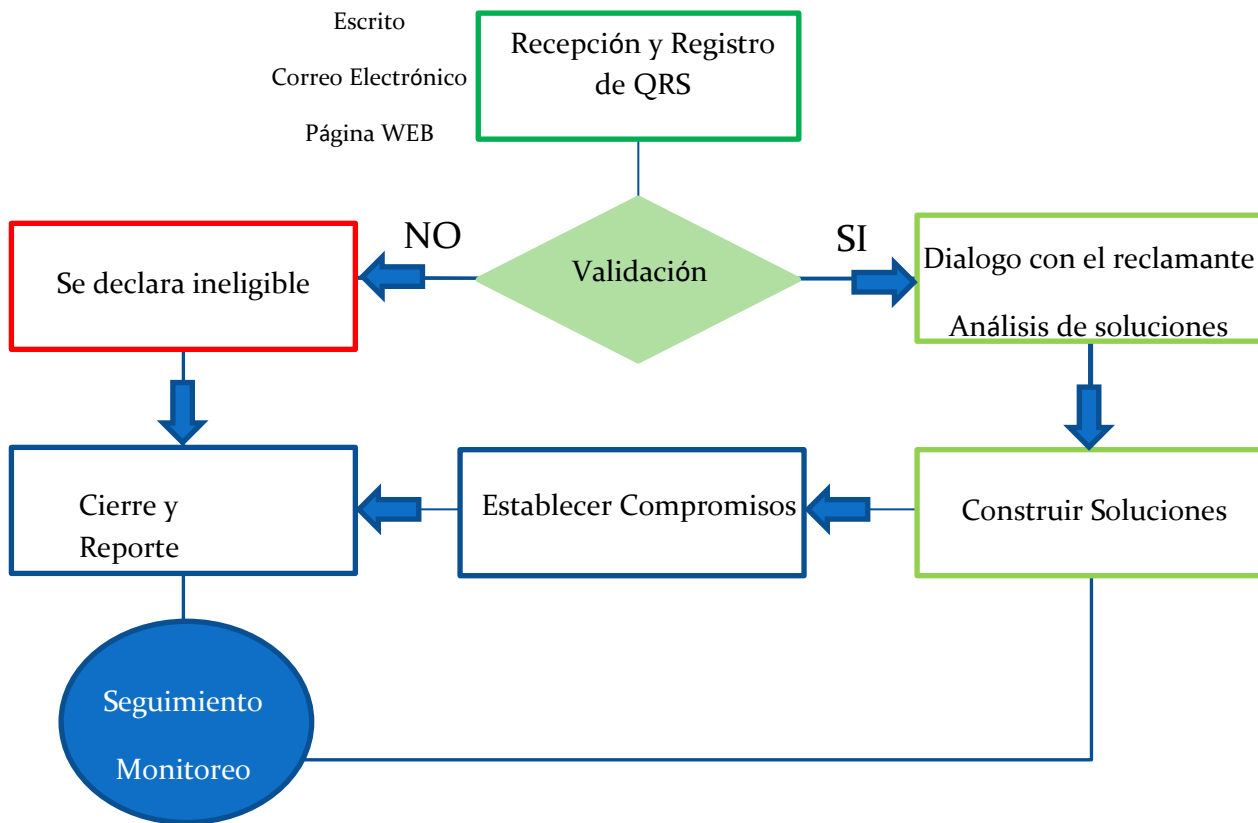 Escrito
Correo Electrónico
Página WEB
Recepción y Registro
de QRS
NO
SI
Se declara ineligible
Validación
Dialogo con el reclamante
Análisis de soluciones
Cierre y
Reporte
Establecer Compromisos
Construir Soluciones
Seguimiento
Monitoreo